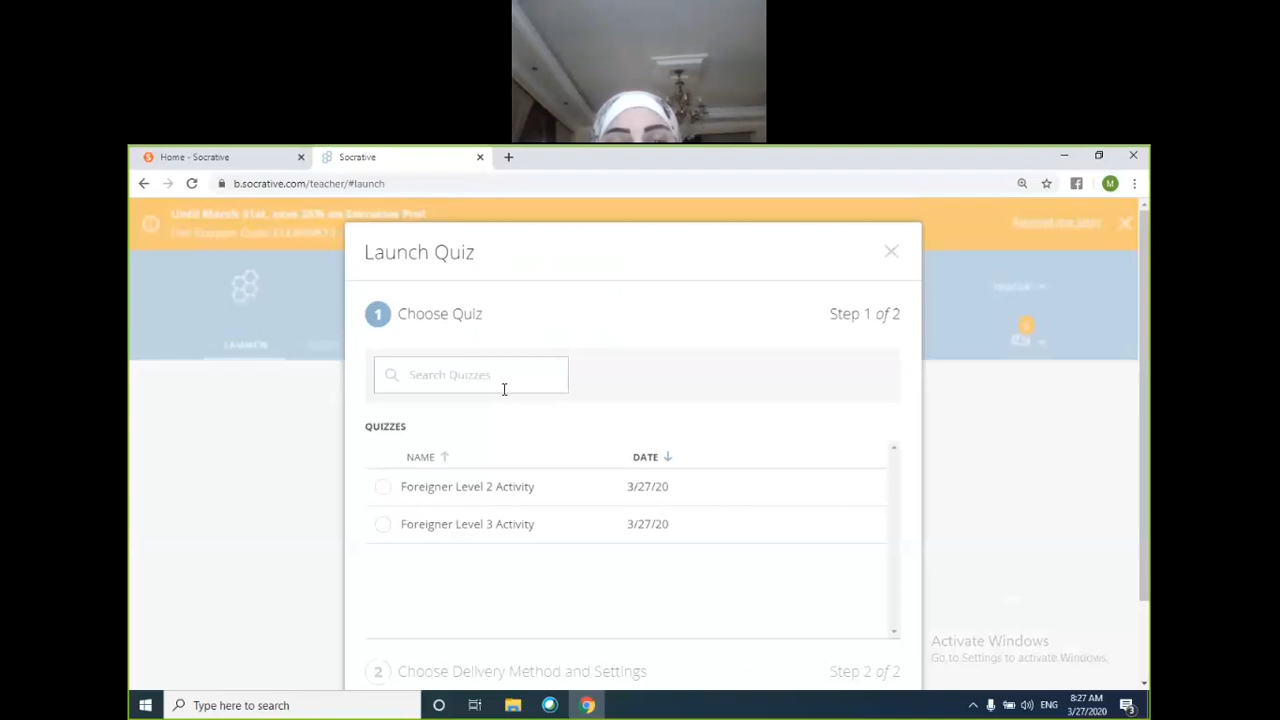 Home - Socrative
Socrative
b.socrative.com/teacher/#launch
M
Launch Quiz
1 Choose Quiz
Step 1 of 2
LAUNCH
Search Quizzes
QUIZZES
NAME
DATE
Foreigner Level 2 Activity
3/27/20
Foreigner Level 3 Activity
3/27/20
Activate Windows
Go to Settings to activate Windows.
2 Choose Delivery Method and Settings
Step 2 of 2
Type here to search
ENG
8:27 AM
3/27/2020
3